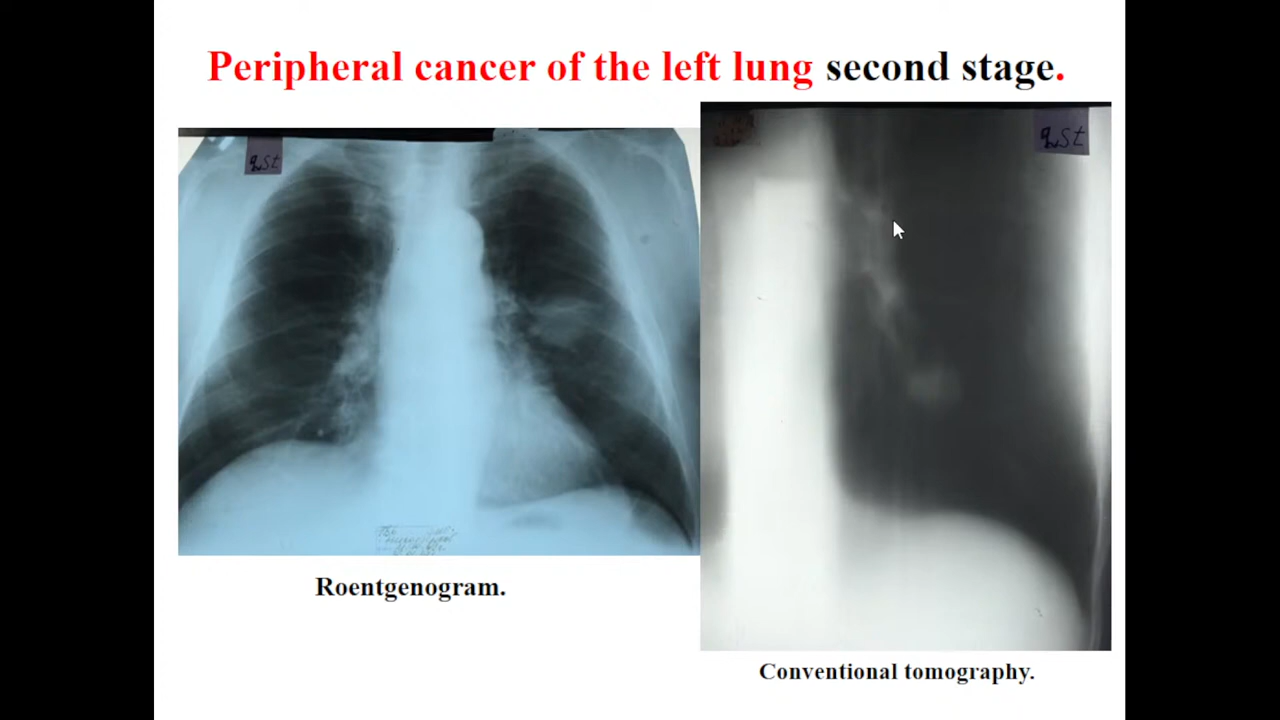 Peripheral cancer of the left lung second stage.
Roentgenogram.
Conventional tomography.